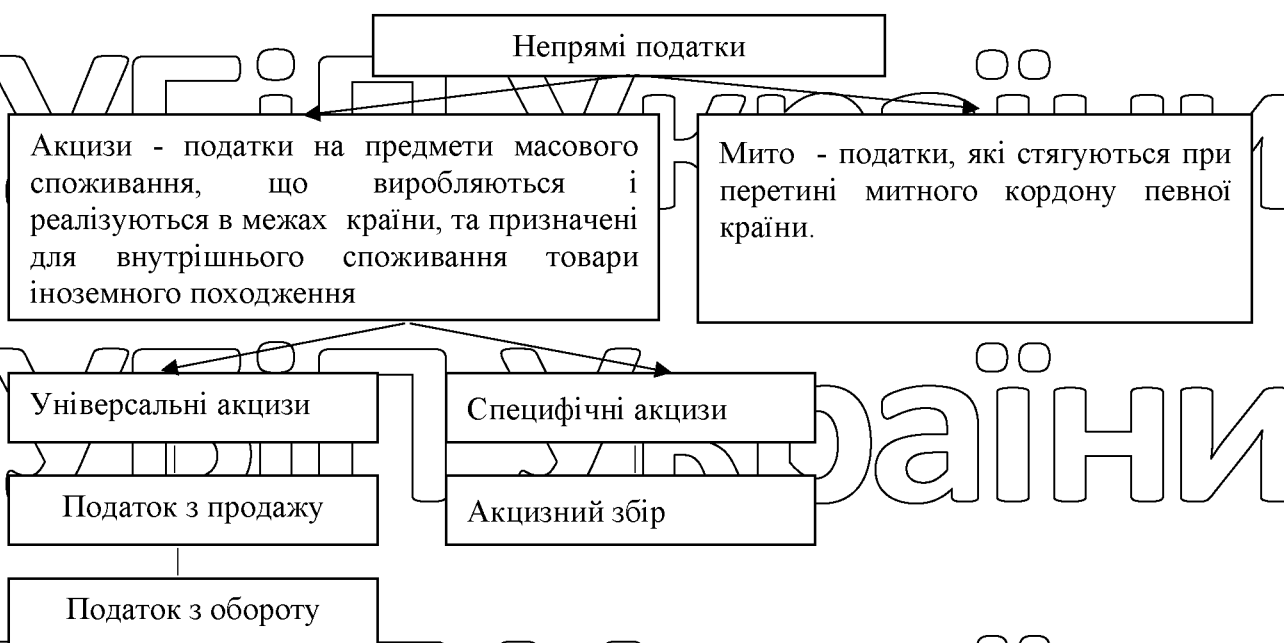 Непрямі податки
Акцизи - податки на предмети масового
споживання, що виробляються і
реалізуються в межах країни, та призначені
для внутрішнього споживання товари
іноземного походження
Мито - податки, які стягуються при
перетині митного кордону певної
країни.
Універсальні акцизи
Специфічні акцизи
Податок з продажу
Акцизний збір
Податок з обороту